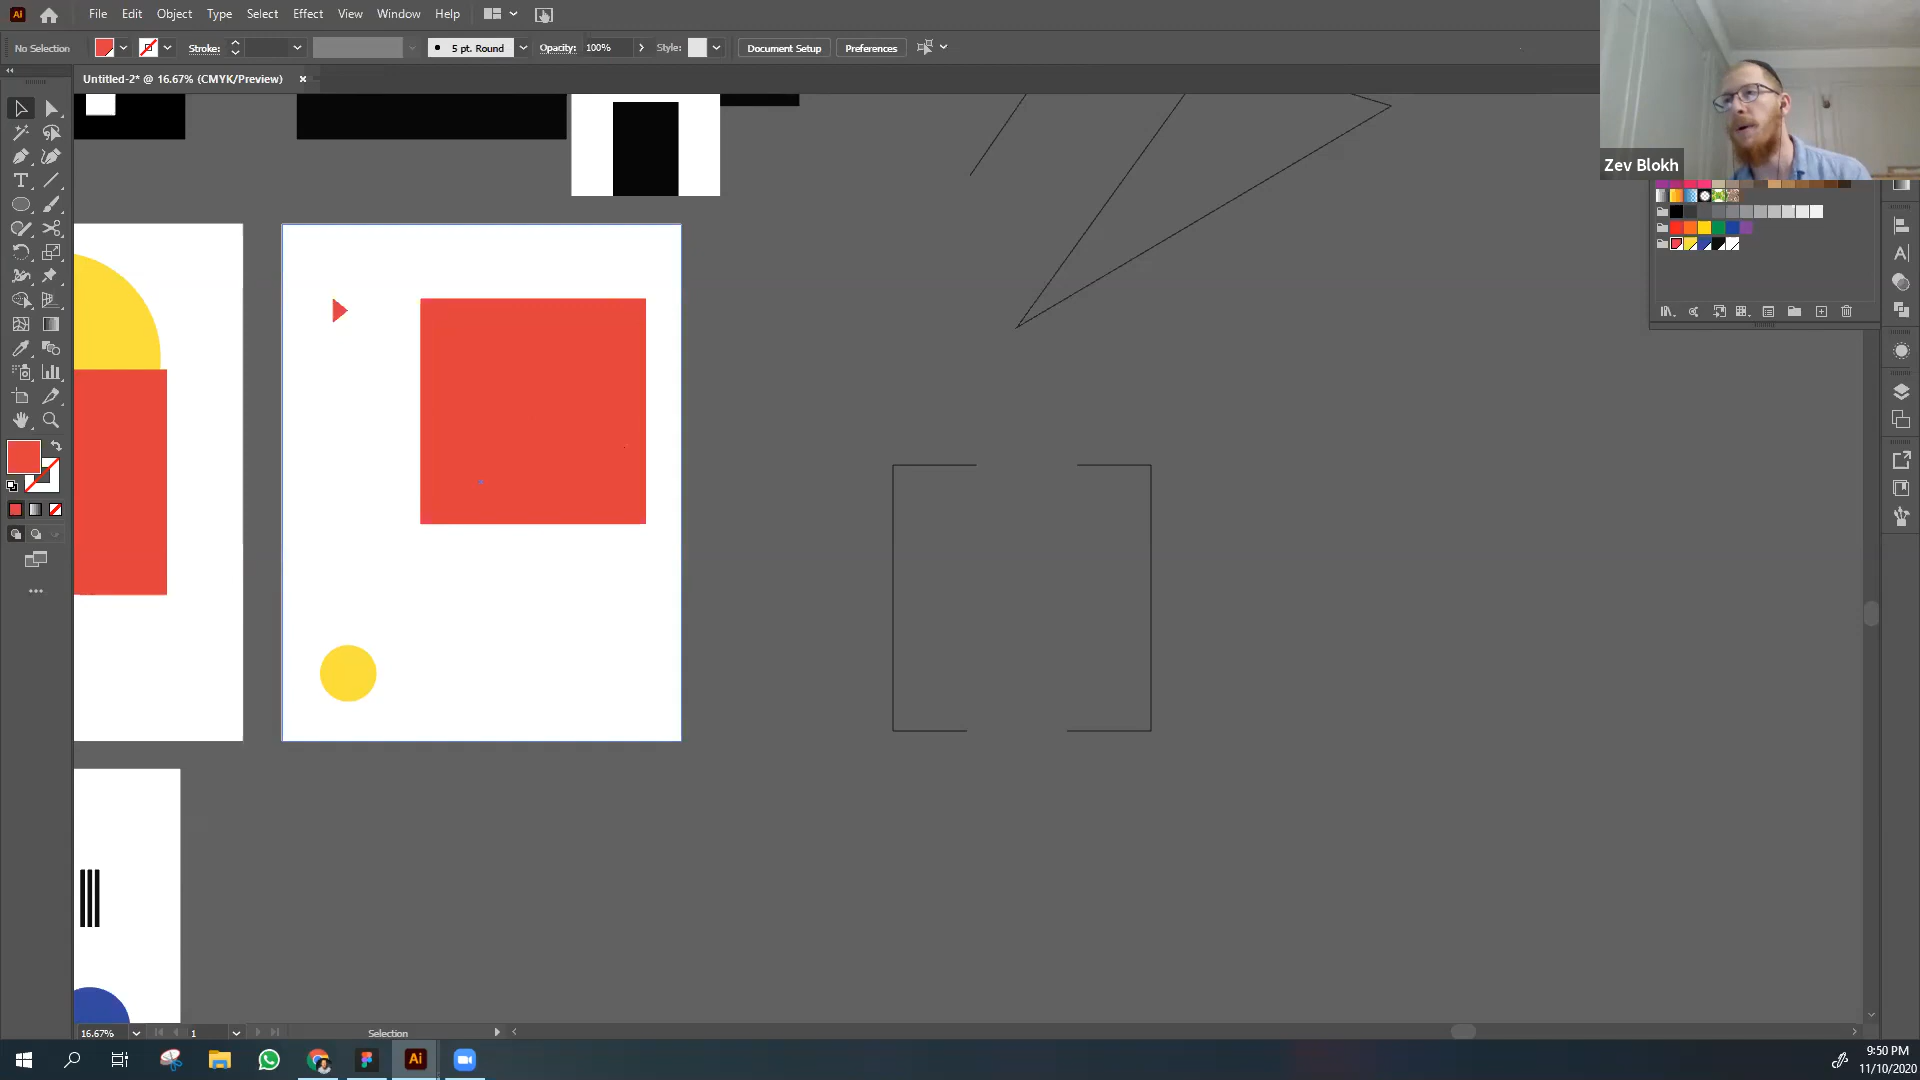 Ai File Edit Object Type Select Effect View Window Help
No Selection Stroke: 5 pt. Round Opacity: 100% Style: Document Setup Preferences
Untitled-2* @ 16.67% (CMYK/Preview)
Zev Blokh
16.67% 1 Selection
Ai
9:50 PM
11/10/2020